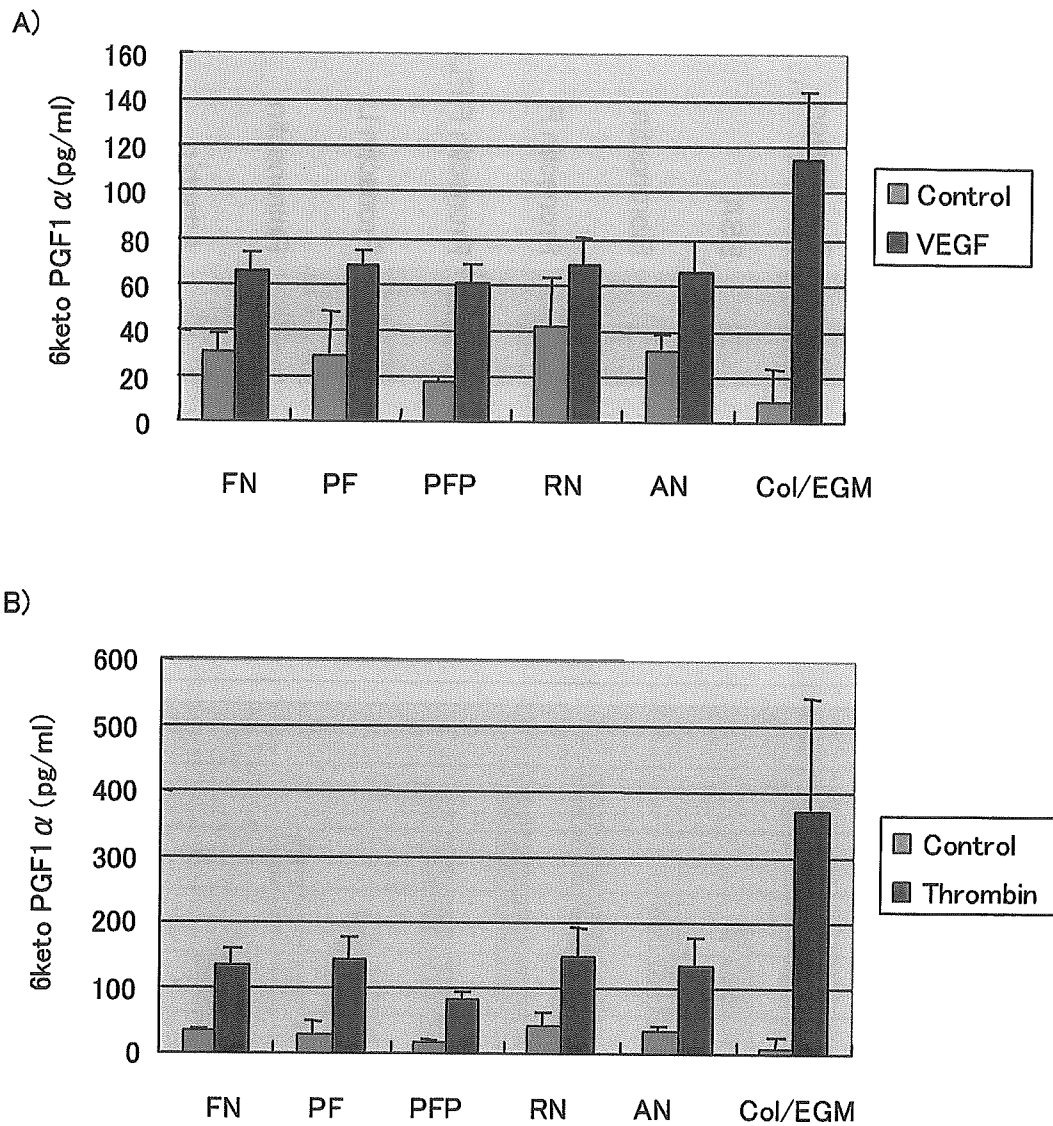 A)
160
140
120
100
80
60
40
20
0
6keto PGF1 α (pg/ml)
Control
VEGF
FN PF PFP RN AN Col/EGM
B)
600
500
400
300
200
100
0
6keto PGF1 α (pg/ml)
Control
Thrombin
FN PF PFP RN AN Col/EGM